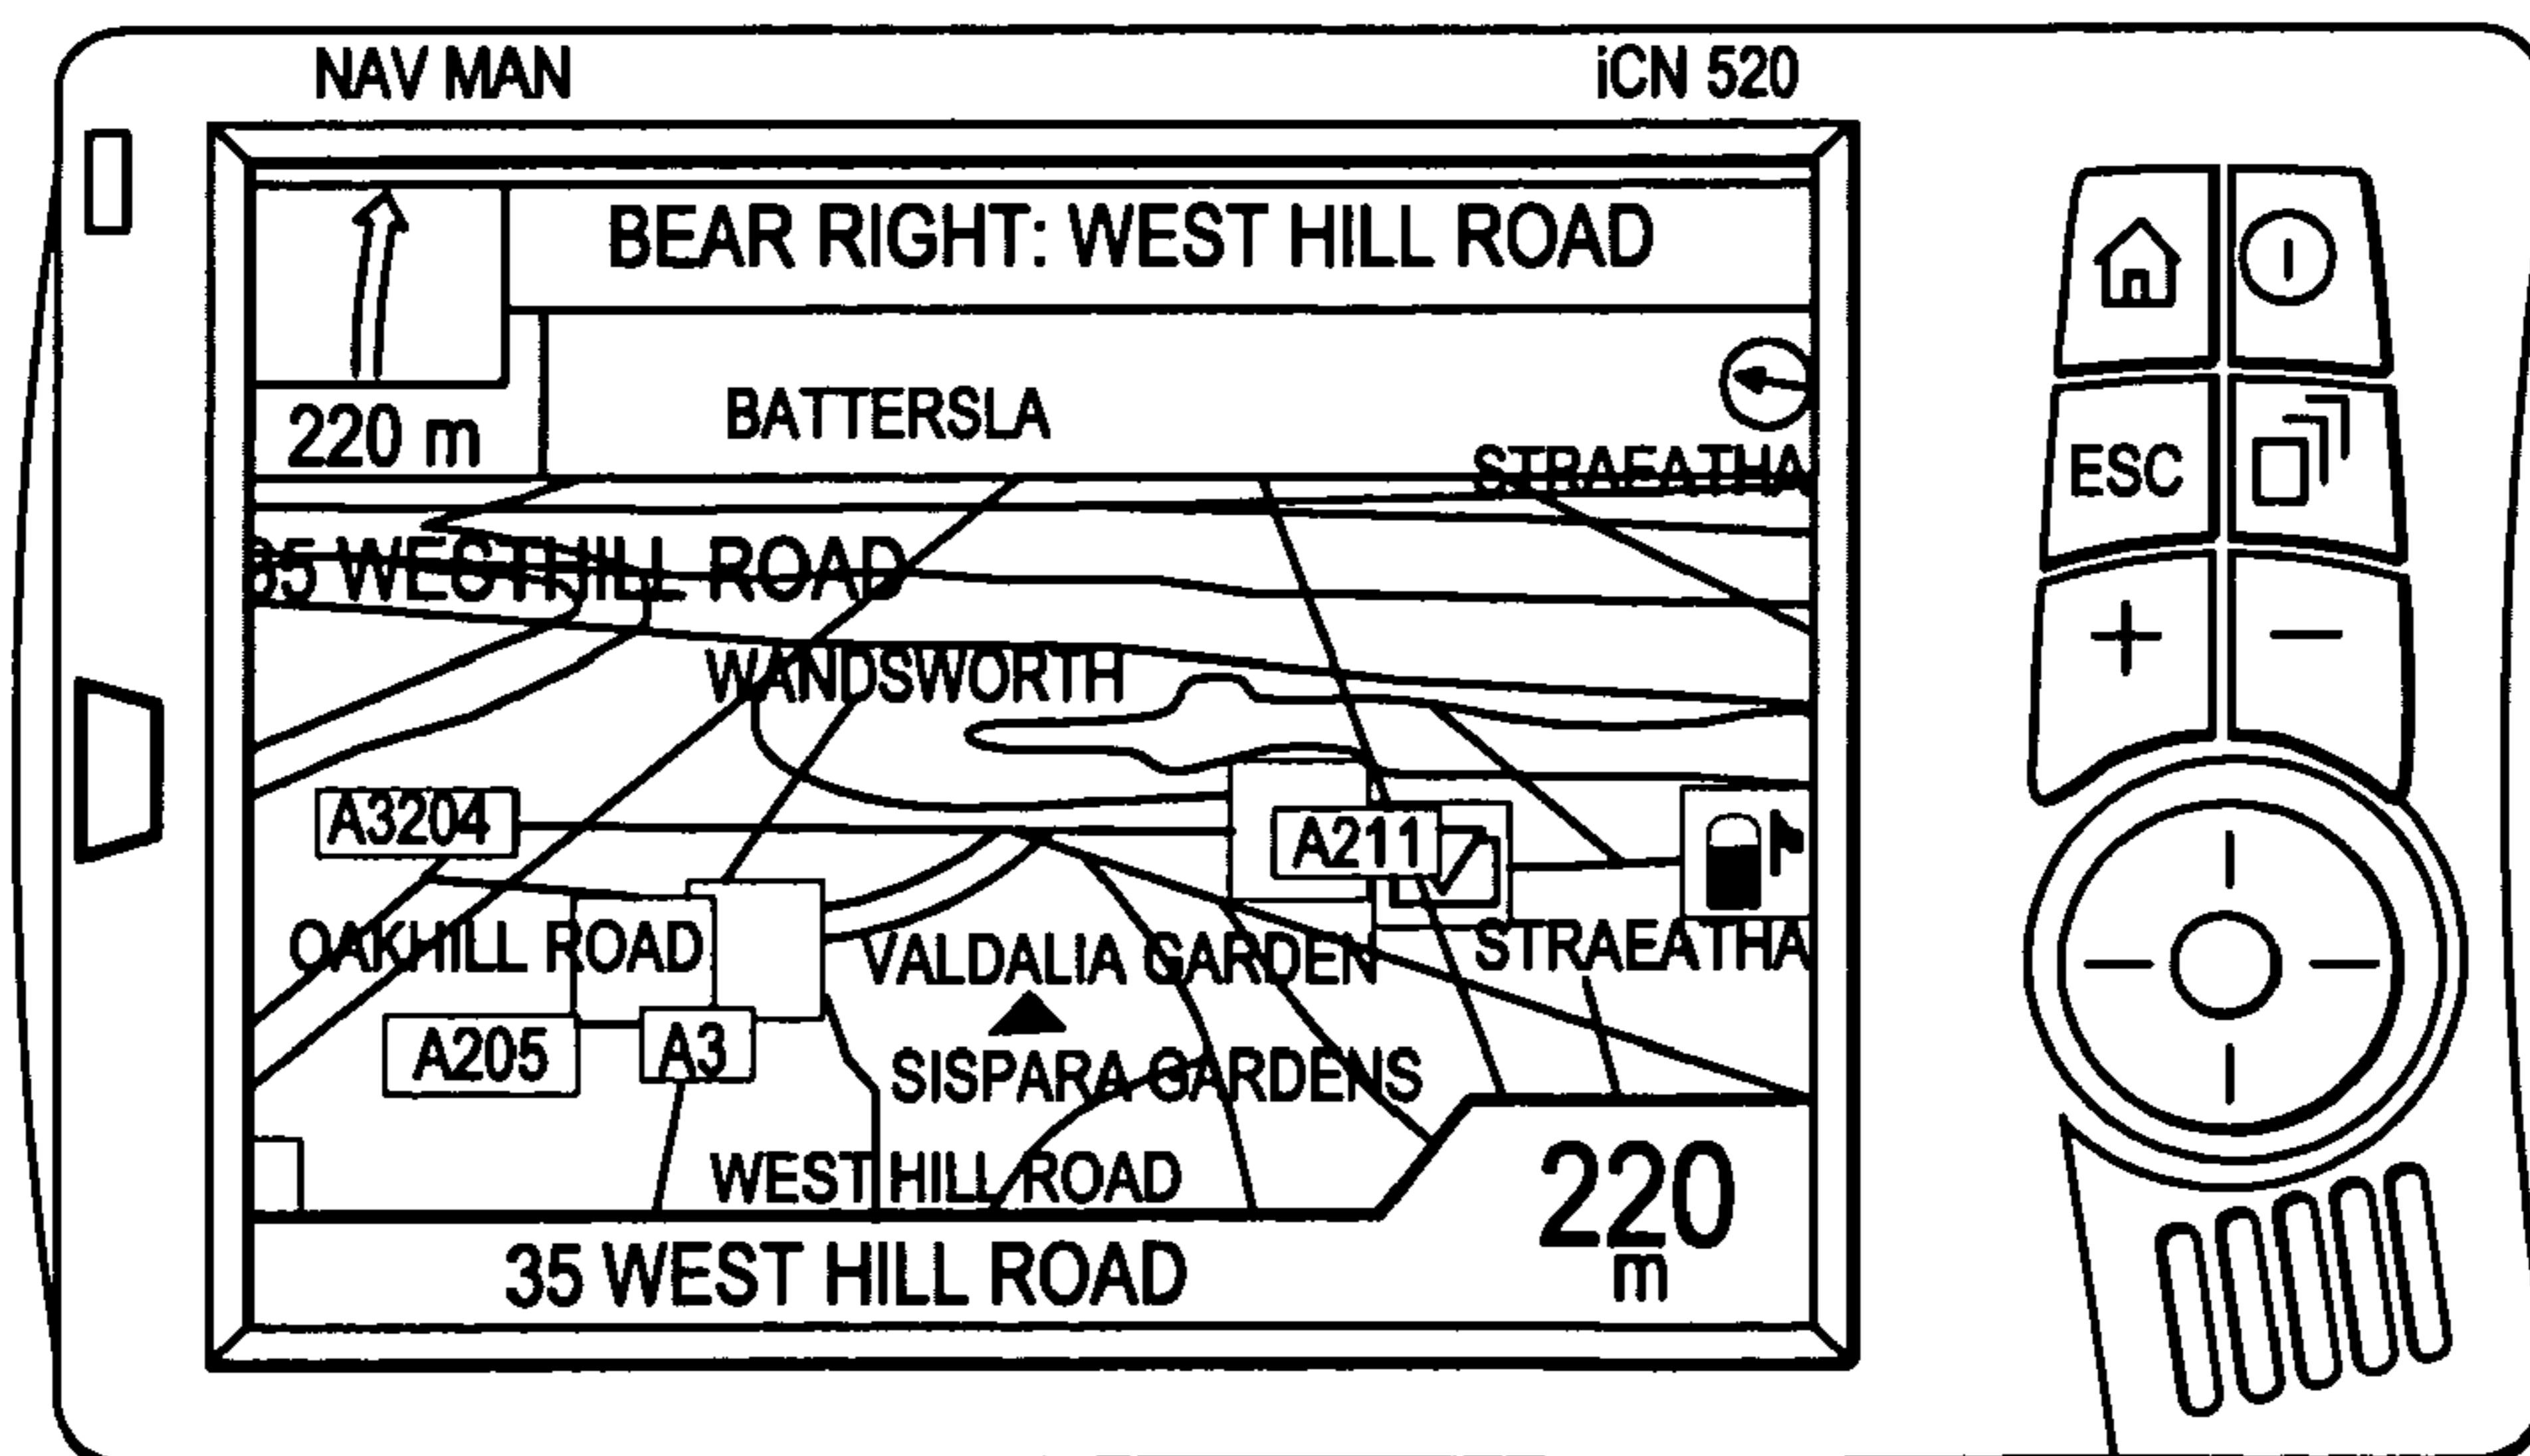 NAV MAN
iCN 520
BEAR RIGHT: WEST HILL ROAD
220 m
BATTERSLA
STRAEATHA
ESC
35 WESTHILL ROAD
WANDSWORTH
A3204
A211
OAKHILL ROAD
VALDALIA GARDEN
STRAEATHA
A205
A3
SISPARA GARDENS
WEST HILL ROAD
220
m
35 WEST HILL ROAD